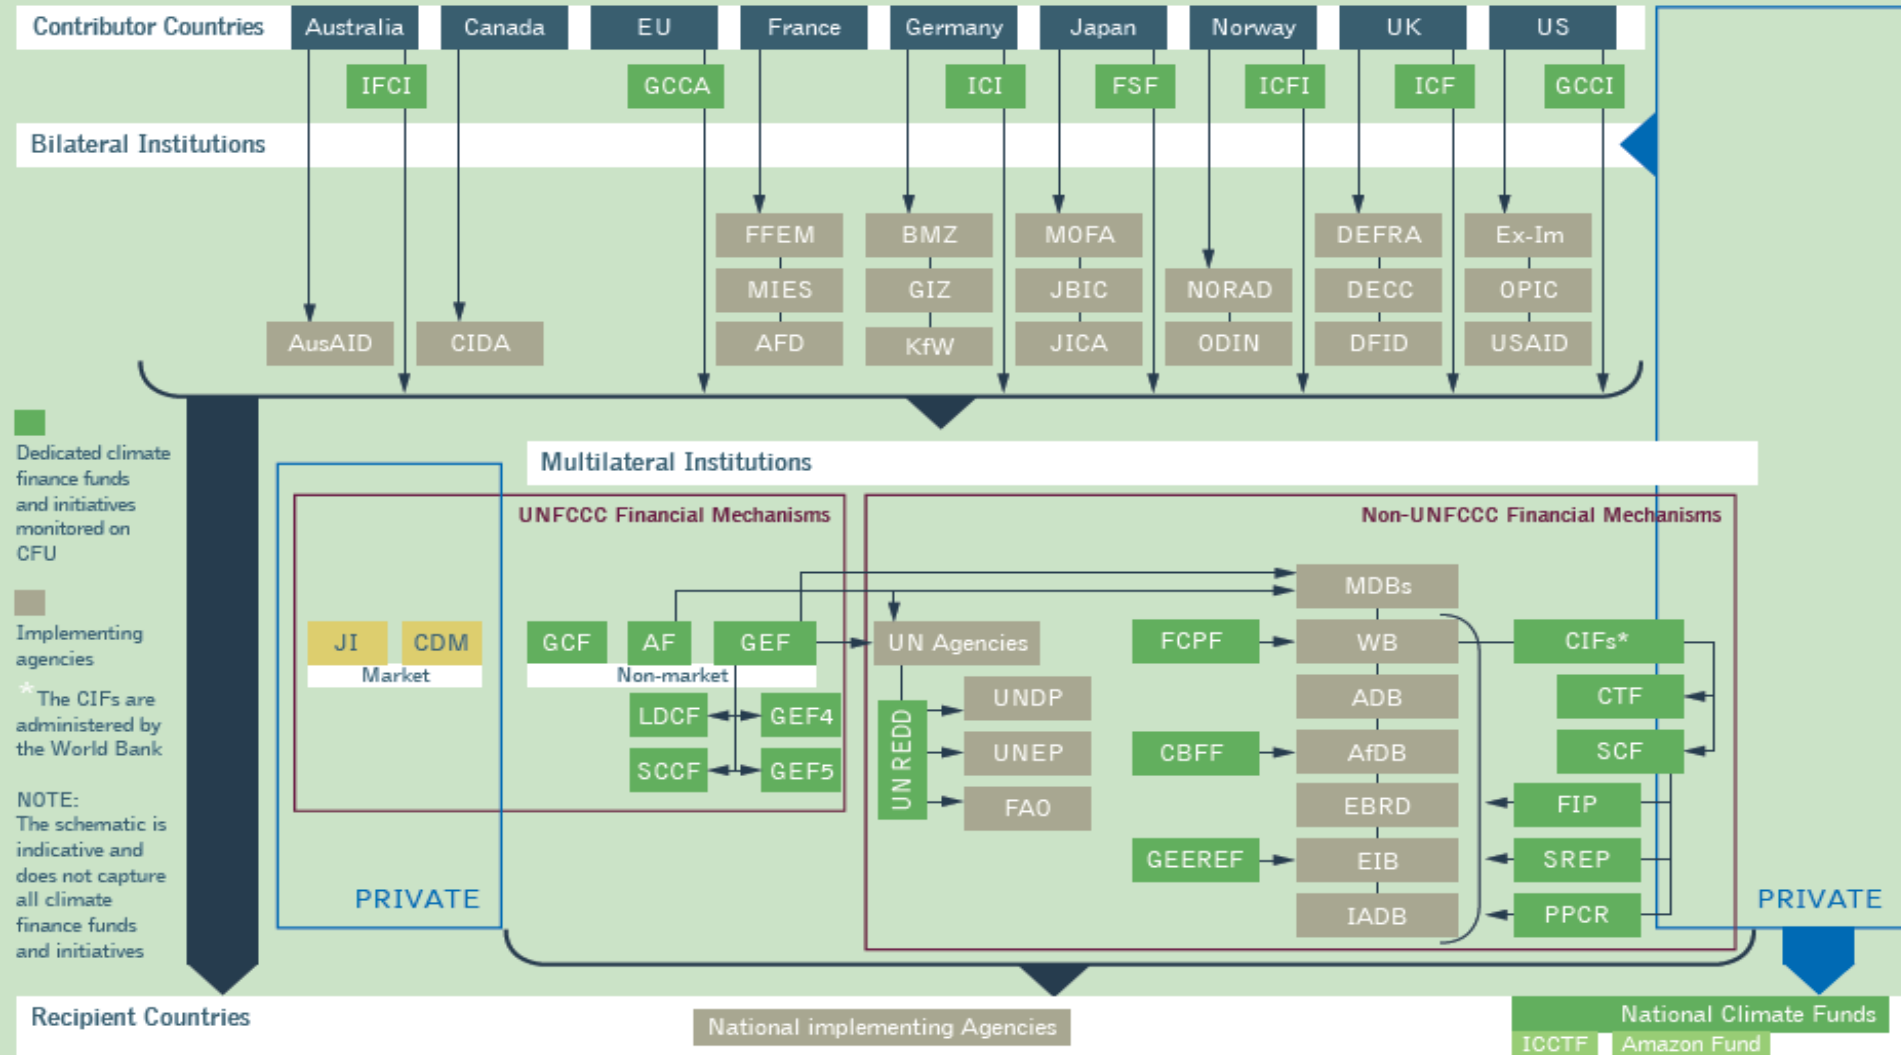 Contributor Countries
Australia
Canada
EU
France
Germany
Japan
Norway
UK
US
IFCI
GCCA
ICI
FSF
ICFI
ICF
GCCI
Bilateral Institutions
FFEM
BMZ
MOFA
DEFRA
Ex-Im
MIES
GIZ
JBIC
NORAD
DECC
OPIC
AusAID
CIDA
AFD
KfW
JICA
ODIN
DFID
USAID
Dedicated climate
finance funds
and initiatives
monitored on
CFU
Implementing
agencies
*The CIFs are
administered by
the World Bank
NOTE:
The schematic is
indicative and
does not capture
all climate
finance funds
and initiatives
Multilateral Institutions
UNFCCC Financial Mechanisms
JI
CDM
Market
GCF
AF
GEF
Non-market
LDCF
GEF4
SCCF
GEF5
PRIVATE
Non-UNFCCC Financial Mechanisms
UN Agencies
UN REDD
UNDP
UNEP
FAO
MDBs
FCPF
WB
CIFs*
ADB
CTF
CBFF
AfDB
SCF
EBRD
FIP
GEEREF
EIB
SREP
IADB
PPCR
PRIVATE
Recipient Countries
National implementing Agencies
National Climate Funds
ICCTF
Amazon Fund